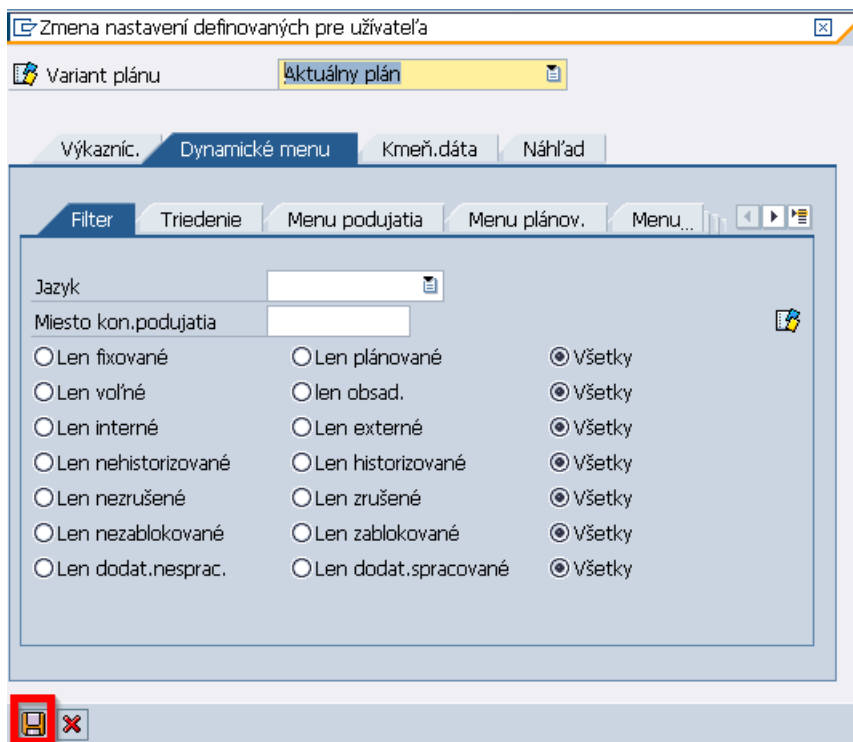 Zmena nastavení definovaných pre užívateľa
Variant plánu Aktuálny plán
Výkazníc. Dynamické menu Kmeň.dáta Náhľad
Filter Triedenie Menu podujatia Menu plánov. Menu...
Jazyk
Miesto kon.podujatia
Len fixované Len plánované Všetky
Len voľné len obsad. Všetky
Len interné Len externé Všetky
Len nehistorizované Len historizované Všetky
Len nezrušené Len zrušené Všetky
Len nezablokované Len zablokované Všetky
Len dodat.nesprac. Len dodat.spracované Všetky